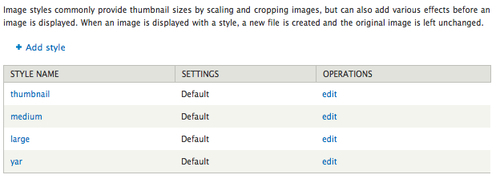 Image styles commonly provide thumbnail sizes by scaling and cropping images, but can also add various effects before an
image is displayed. When an image is displayed with a style, a new file is created and the original image is left unchanged.
+ Add style
STYLE NAME SETTINGS OPERATIONS
thumbnail Default edit
medium Default edit
large Default edit
yar Default edit